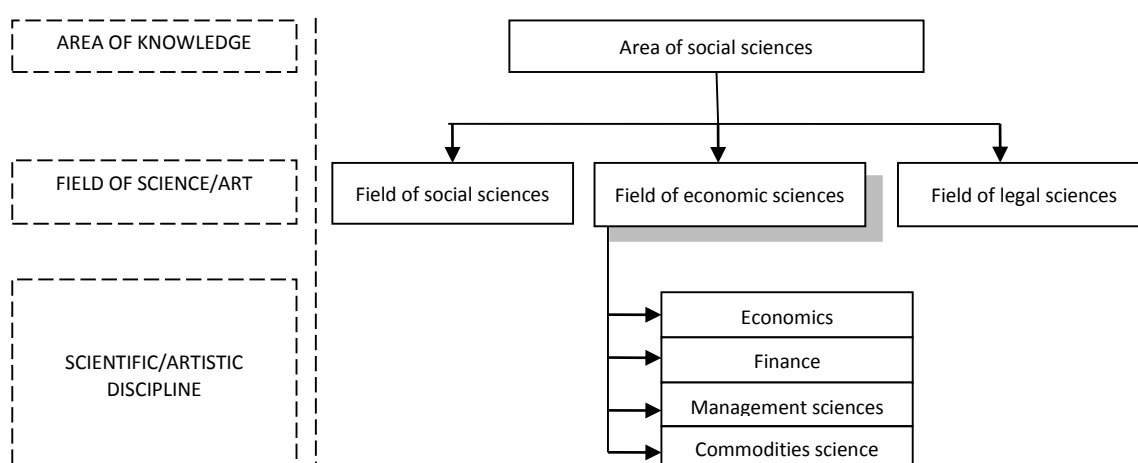 AREA OF KNOWLEDGE
Area of social sciences
FIELD OF SCIENCE/ART
Field of social sciences
Field of economic sciences
Field of legal sciences
SCIENTIFIC/ARTISTIC
DISCIPLINE
Economics
Finance
Management sciences
Commodities science